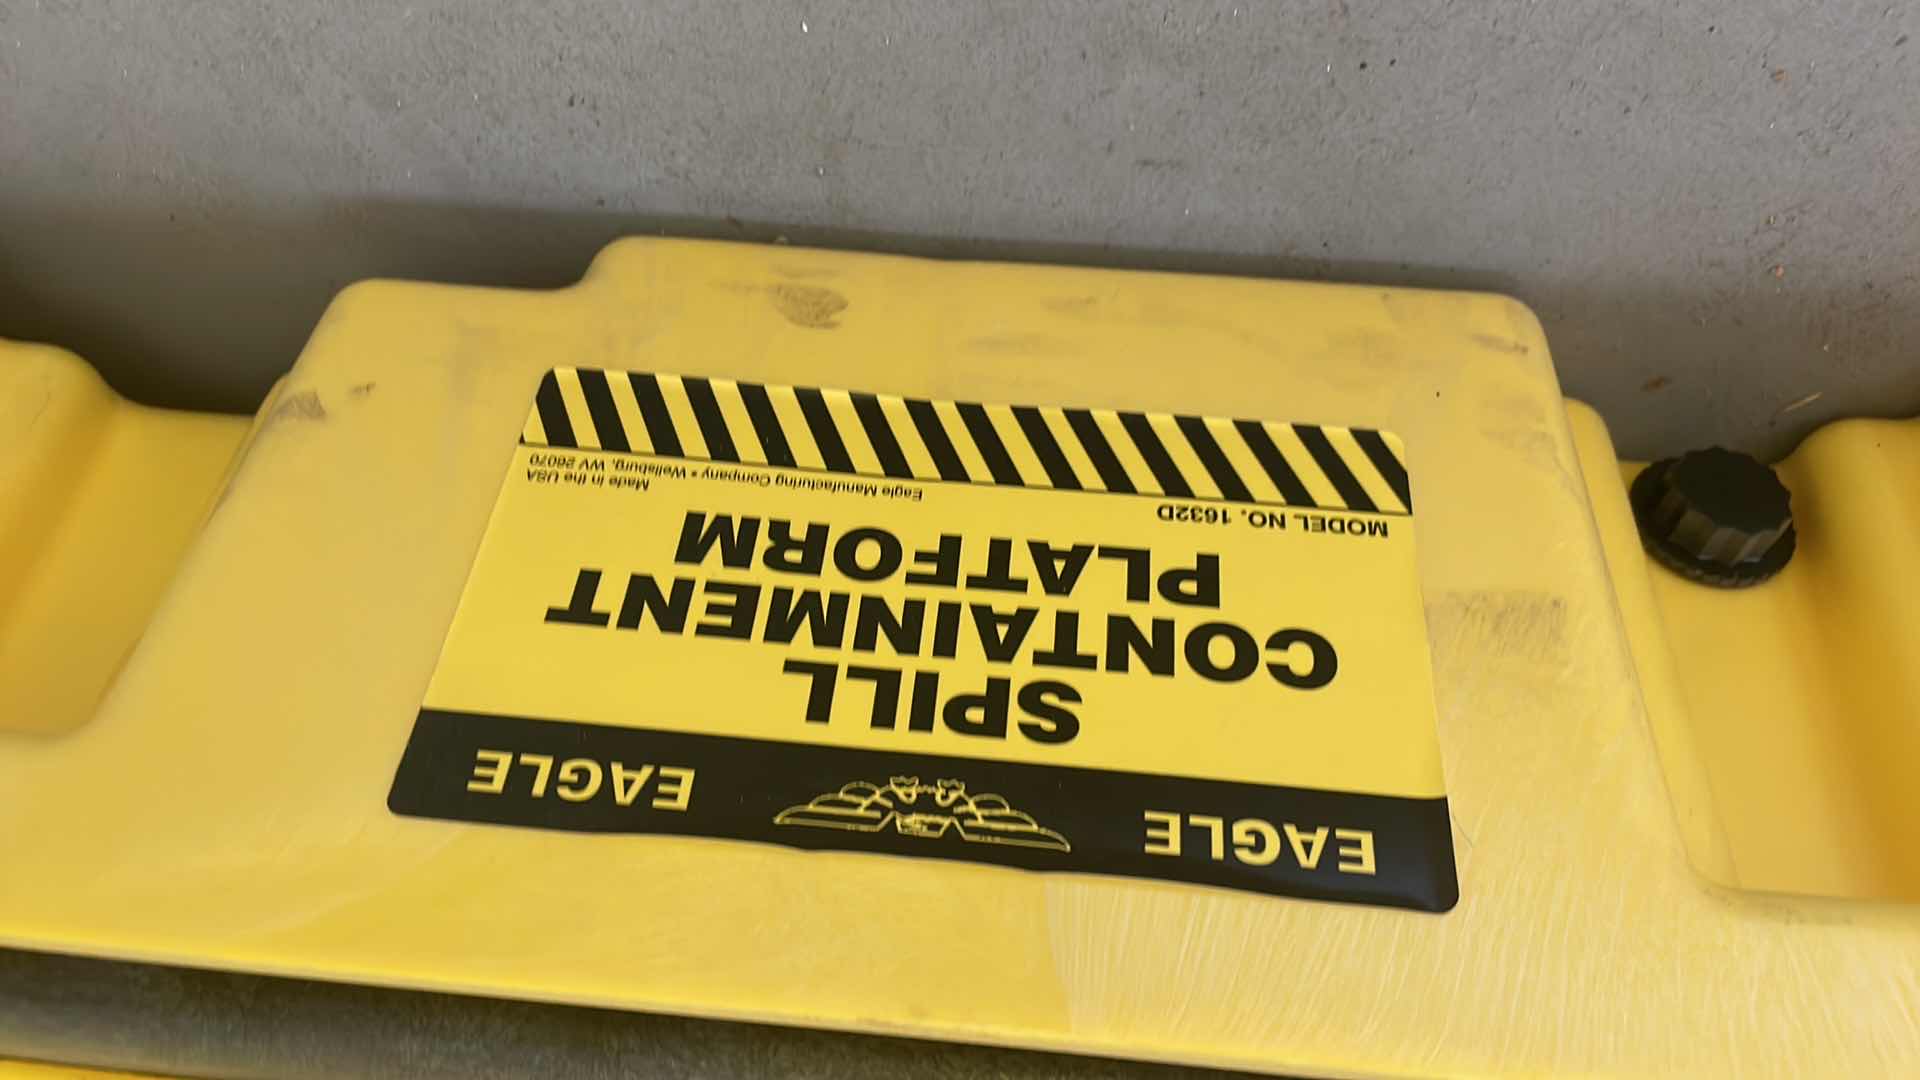 EAGLE EAGLE
SPILL
CONTAINMENT
PLATFORM
MODEL NO. 1632D
Eagle Manufacturing Company • Wellsburg, WV 26070
Made in the USA